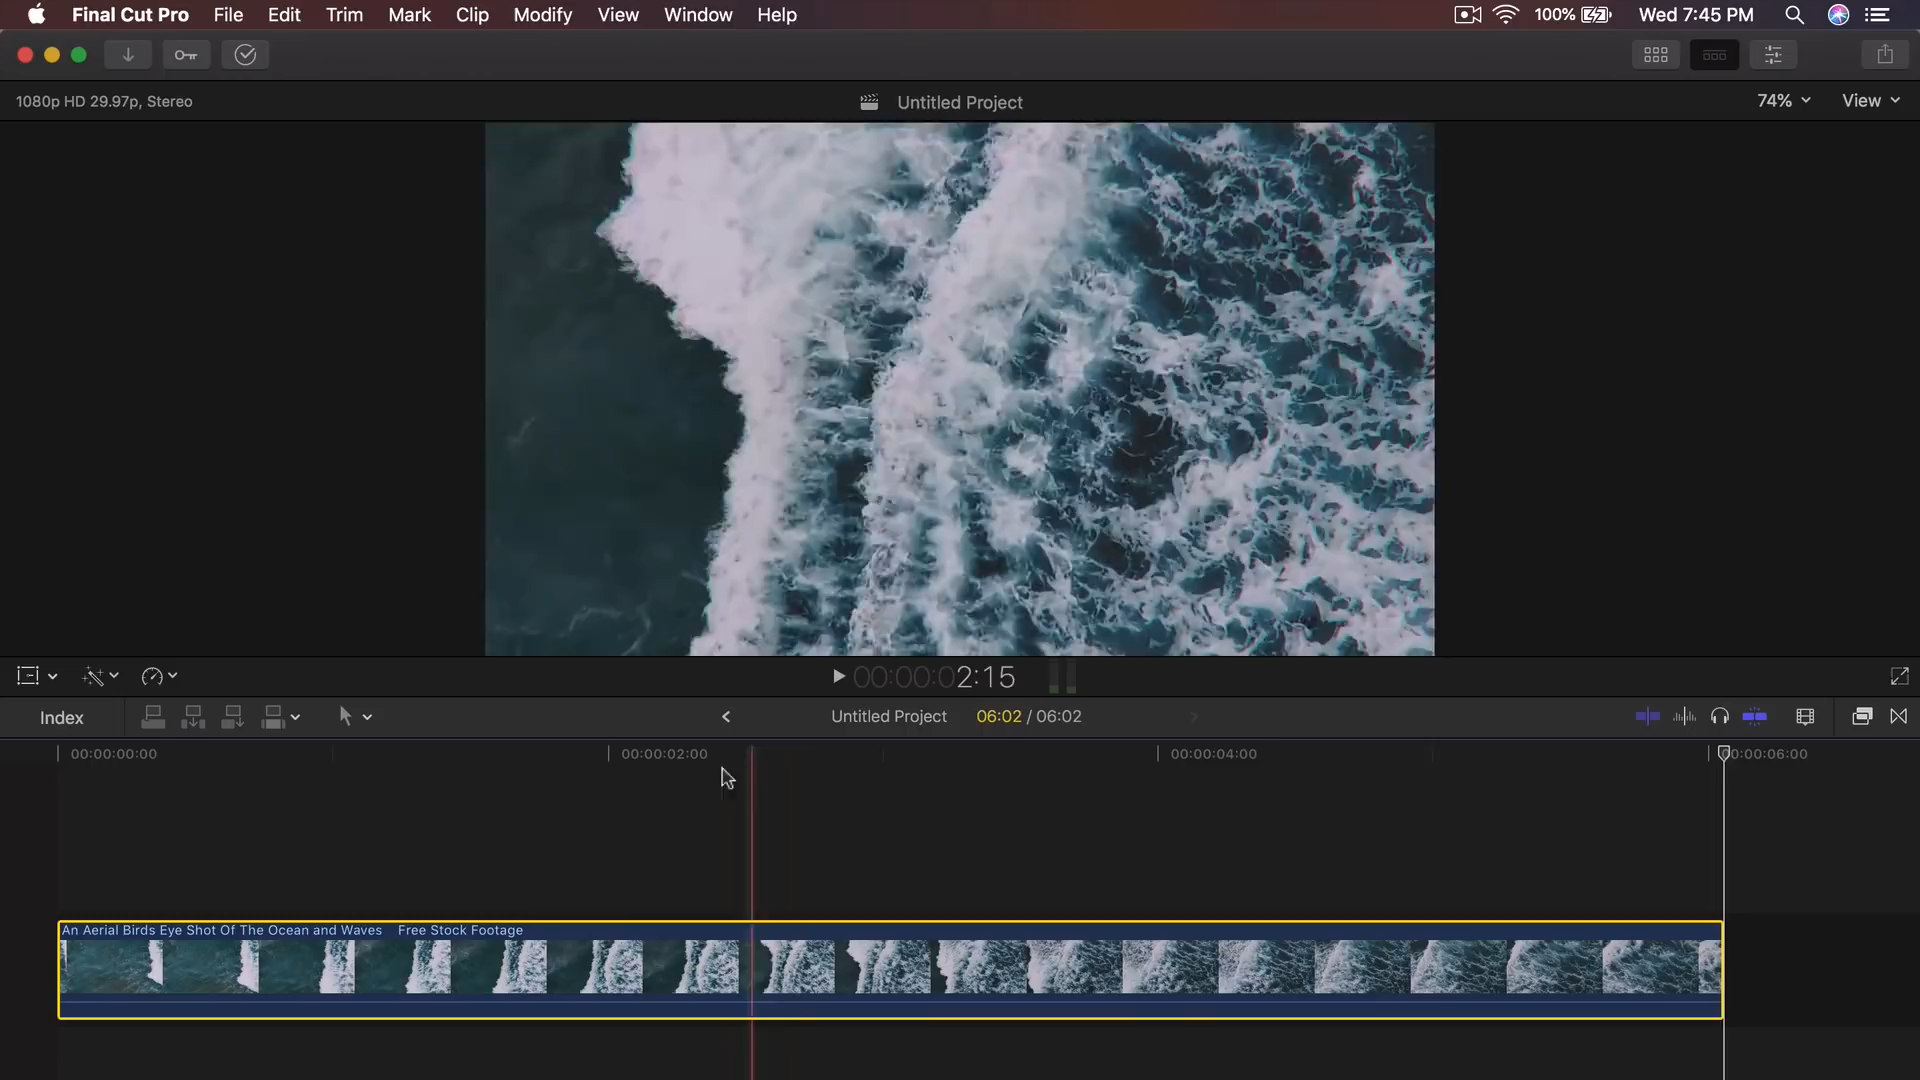 Final Cut Pro File Edit Trim Mark Clip Modify View Window Help 100% Wed 7:45 PM
1080p HD 29.97p, Stereo Untitled Project 74% View
00:00:02:15
Index Untitled Project 06:02 / 06:02
00:00:00:00 00:00:02:00 00:00:04:00 00:00:06:00
An Aerial Birds Eye Shot Of The Ocean and Waves Free Stock Footage